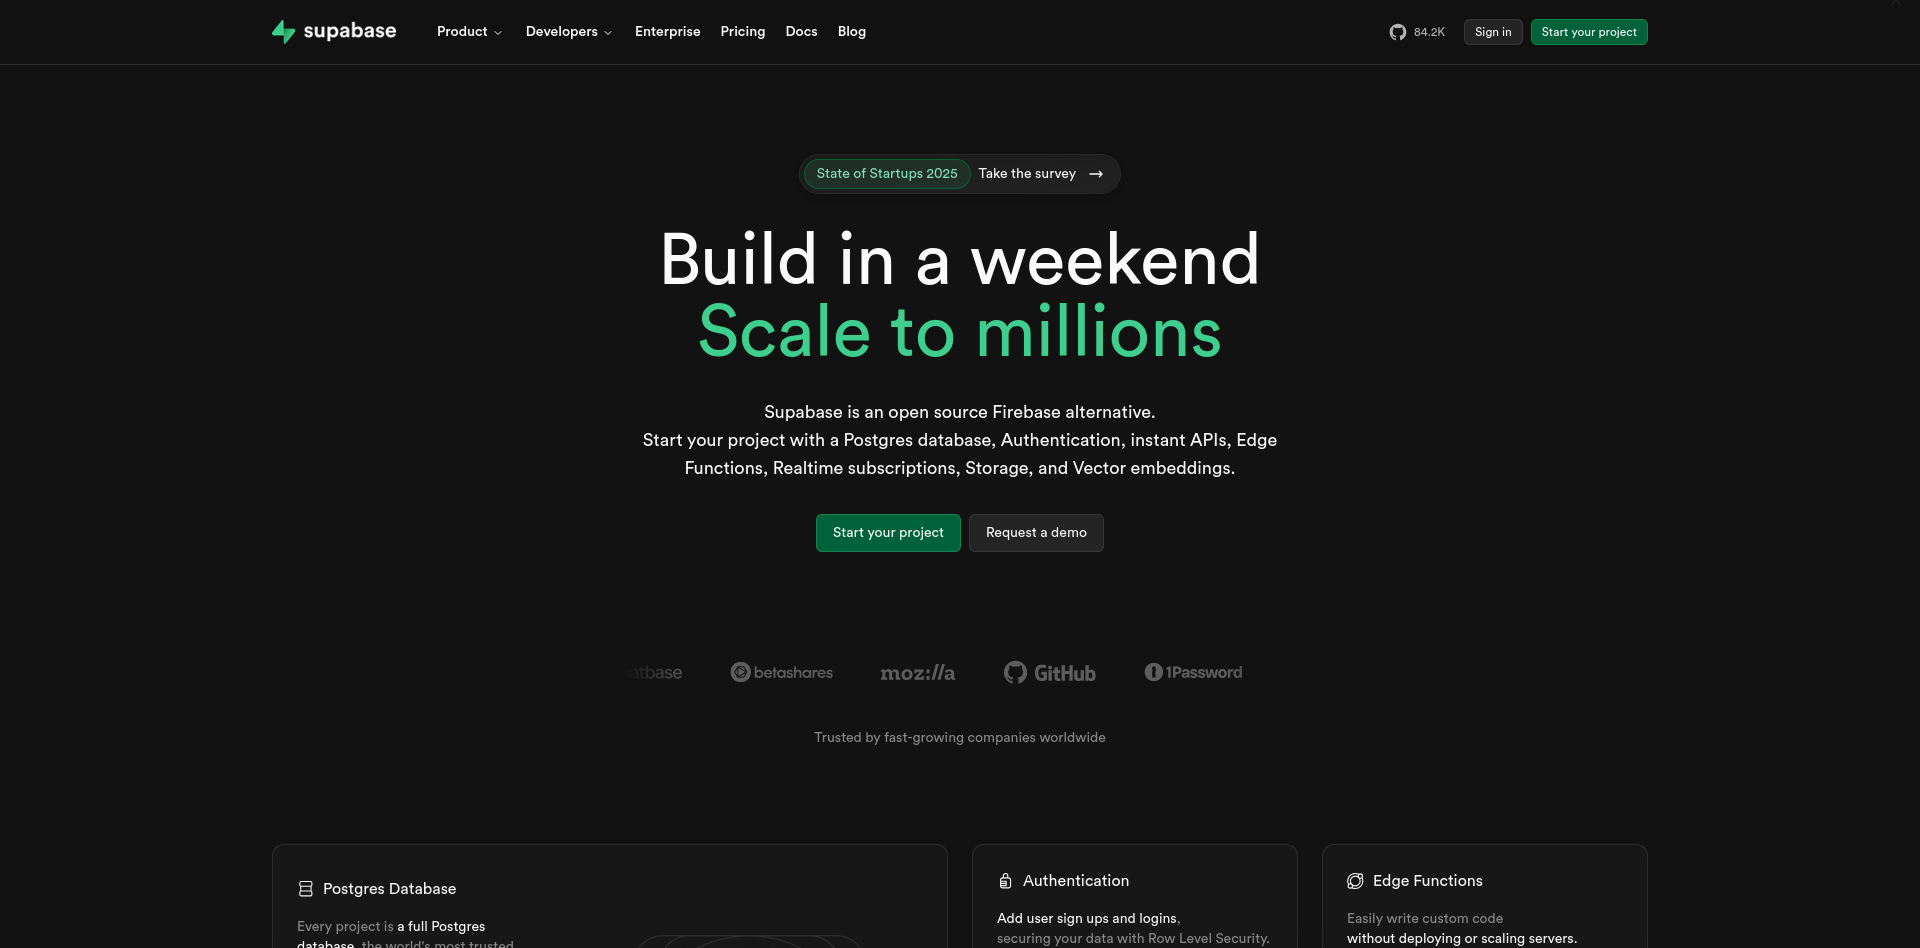 supabase
Product
Developers
Enterprise
Pricing
Docs
Blog
84.2K
Sign in
Start your project
State of Startups 2025
Take the survey →
Build in a weekend
Scale to millions
Supabase is an open source Firebase alternative.
Start your project with a Postgres database, Authentication, instant APIs, Edge
Functions, Realtime subscriptions, Storage, and Vector embeddings.
Start your project
Request a demo
betashares
moz://a
GitHub
1Password
Trusted by fast-growing companies worldwide
Postgres Database
Every project is a full Postgres
database, the world's most trusted
Authentication
Add user sign ups and logins,
securing your data with Row Level Security.
Edge Functions
Easily write custom code
without deploying or scaling servers.